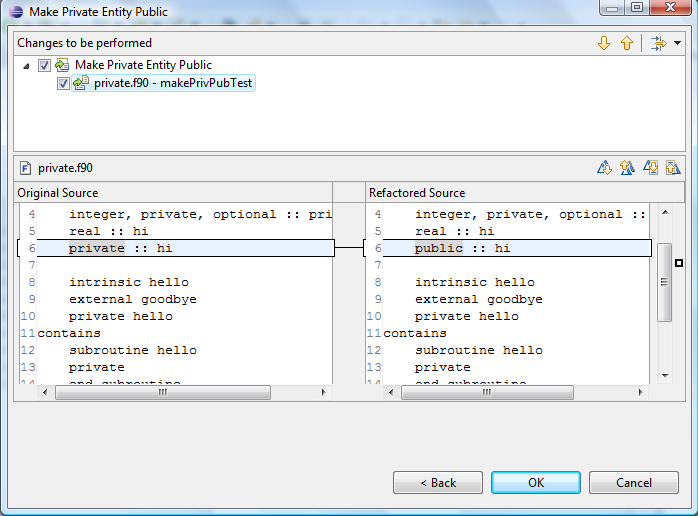 Make Private Entity Public
Changes to be performed
Make Private Entity Public
private.f90 - makePrivPubTest
private.f90
Original Source
4 integer, private, optional :: pri
5 real :: hi
6 private :: hi
7
8 intrinsic hello
9 external goodbye
10 private hello
11 contains
12 subroutine hello
13 private
14 end subroutine
Refactored Source
4 integer, private, optional ::
5 real :: hi
6 public :: hi
7
8 intrinsic hello
9 external goodbye
10 private hello
11 contains
12 subroutine hello
13 private
14 end subroutine
< Back
OK
Cancel